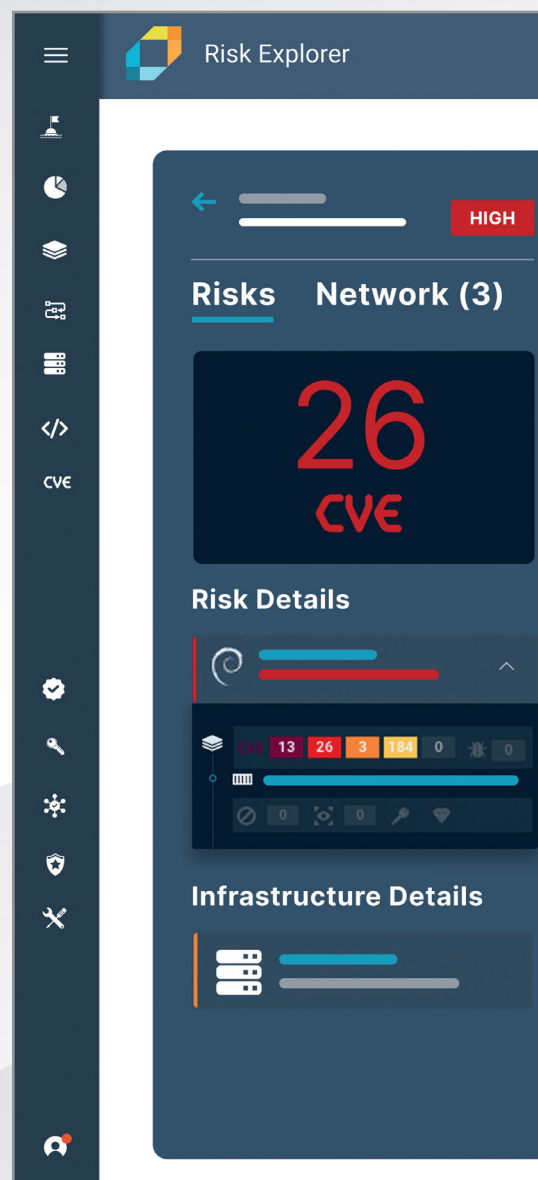 Risk Explorer
HIGH
Risks Network (3)
CVE
26
CVE
Risk Details
CVE 13 26 3 184 0 0
0 0
Infrastructure Details